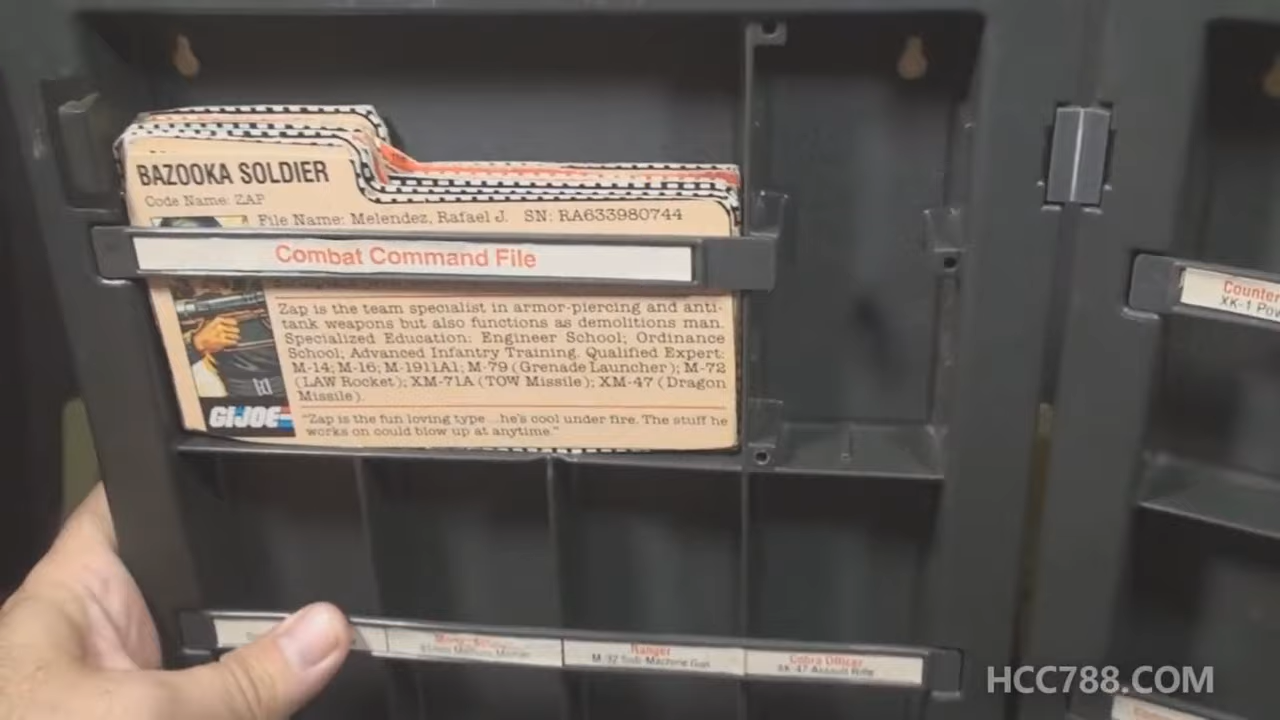 BAZOOKA SOLDIER
Code Name: ZAP
File Name: Melendez, Rafael J. SN: RA633980744
Combat Command File
Zap is the team specialist in armor-piercing and anti-
tank weapons but also functions as demolitions man.
Specialized Education: Engineer School; Ordinance
School; Advanced Infantry Training. Qualified Expert:
M-14; M-16; M-1911A1; M-79 (Grenade Launcher); M-72
(LAW Rocket); XM-71A (TOW Missile); XM-47 (Dragon
Missile).
GI JOE
"Zap is the fun loving type...he's cool under fire. The stuff he
works on could blow up at anytime."
Counter
XK-1 Pow
Ranger
M-32 Sub-Machine Gun
Cobra Officer
SK-47 Assault Rifle
HCC788.COM